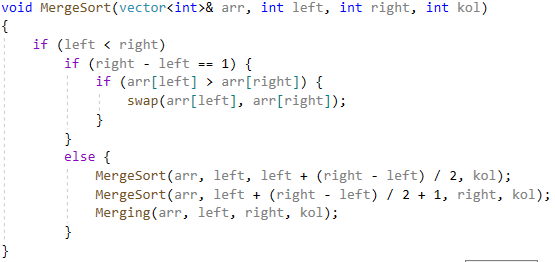 void MergeSort(vector<int>& arr, int left, int right, int kol)
{
    if (left < right)
        if (right - left == 1) {
            if (arr[left] > arr[right]) {
                swap(arr[left], arr[right]);
            }
        }
        else {
            MergeSort(arr, left, left + (right - left) / 2, kol);
            MergeSort(arr, left + (right - left) / 2 + 1, right, kol);
            Merging(arr, left, right, kol);
        }
}